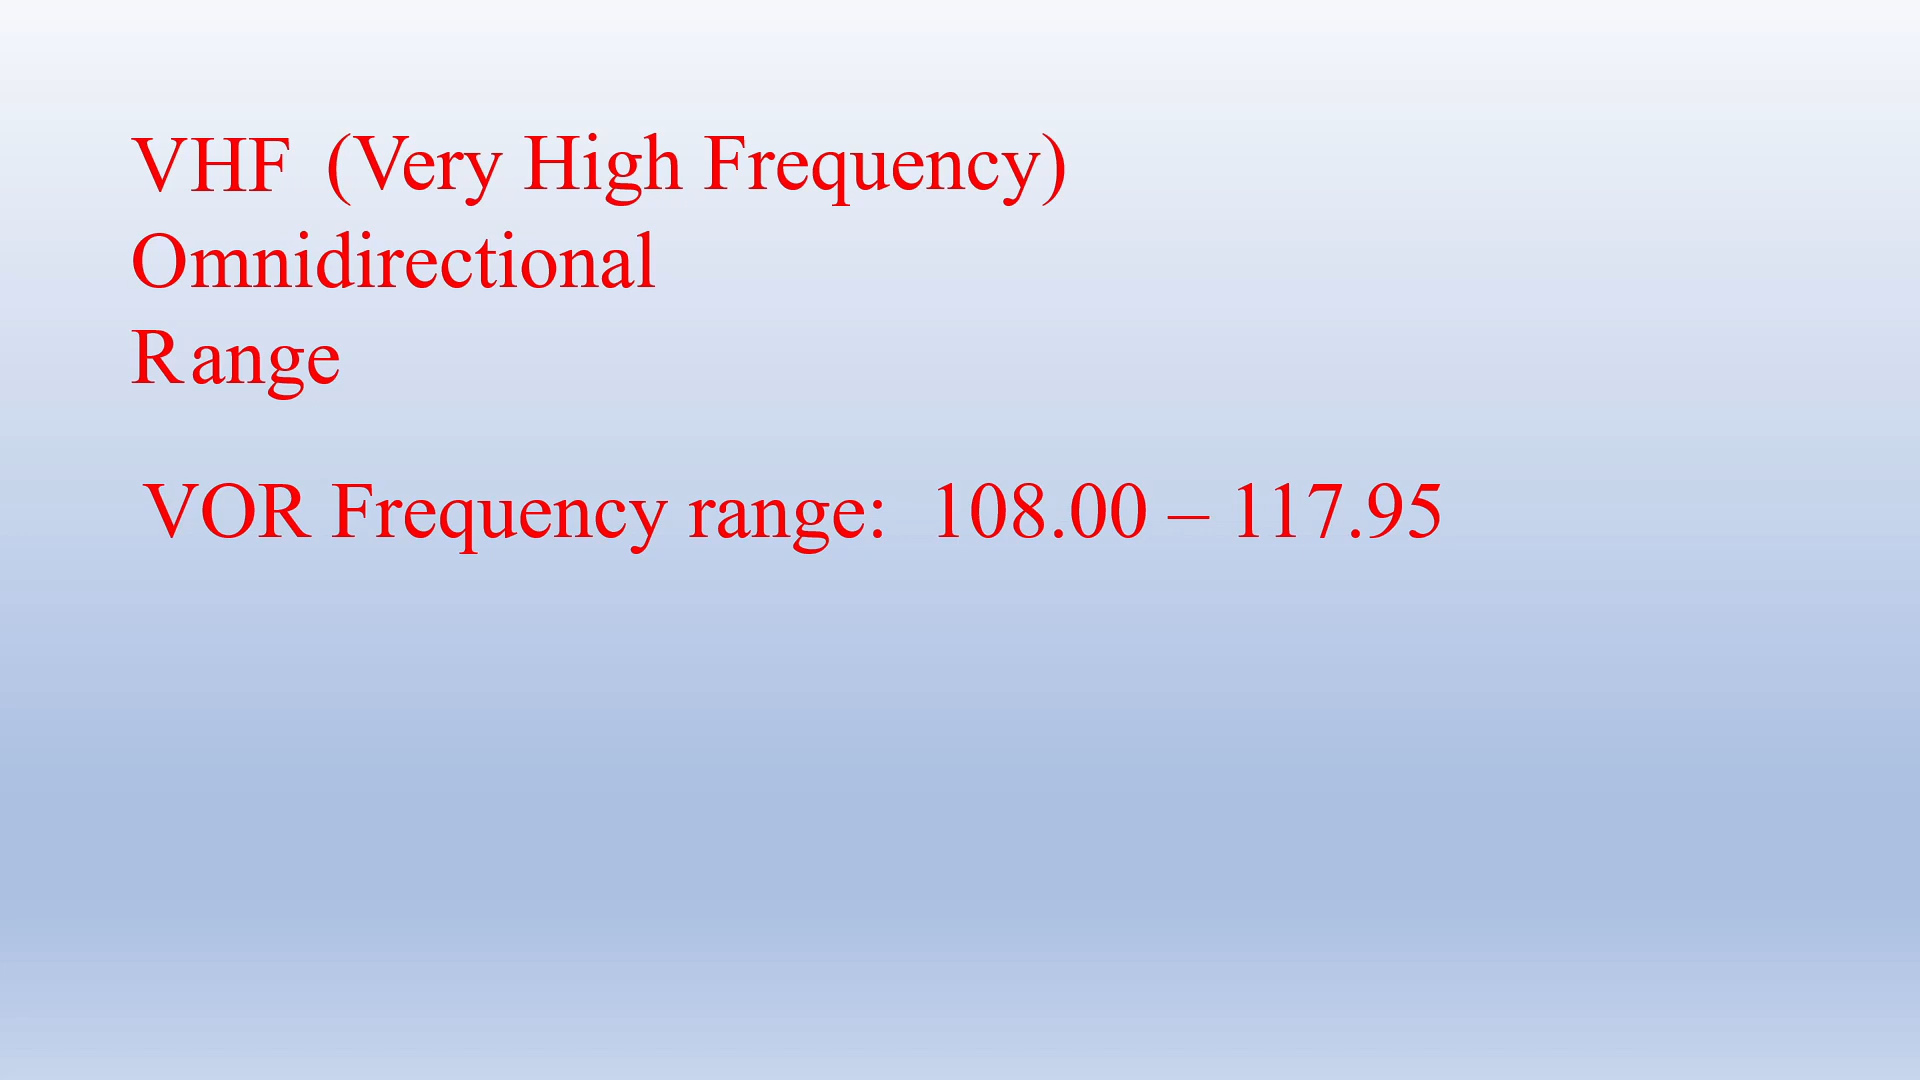 VHF (Very High Frequency)
Omnidirectional
Range
VOR Frequency range: 108.00 – 117.95